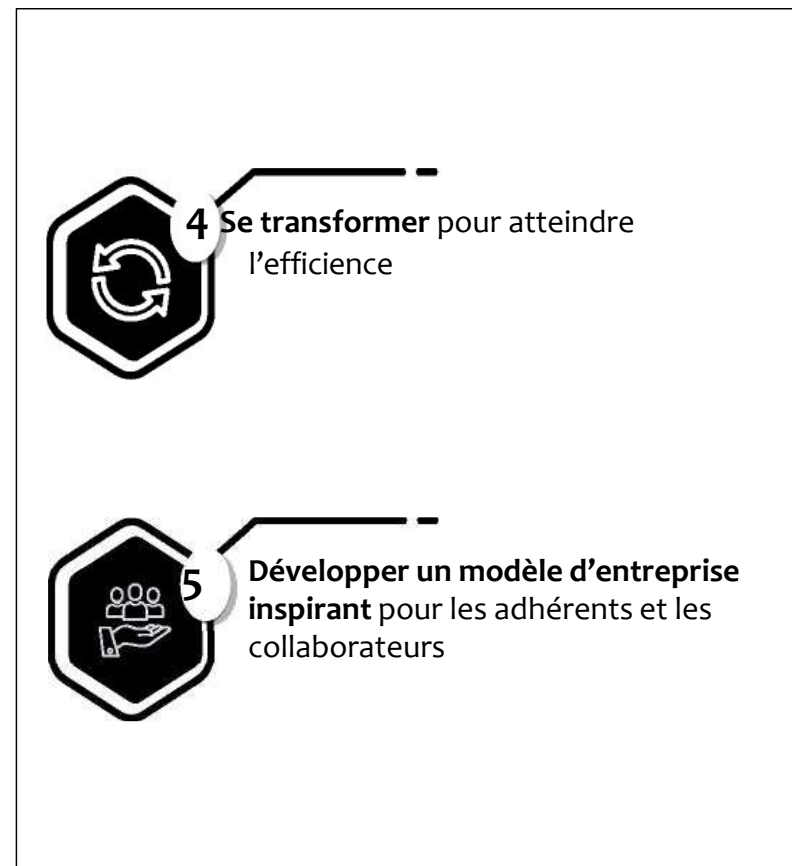 4 Se transformer pour atteindre
l’efficience
5 Développer un modèle d’entreprise
inspirant pour les adhérents et les
collaborateurs